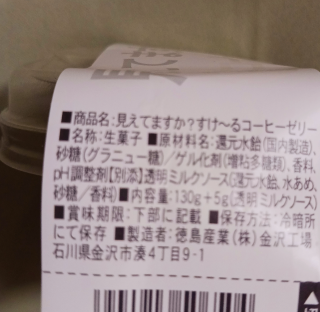 ■商品名:見えてますか?すけ～るコーヒーゼリー
■名称:生菓子 ■原材料名:還元水飴(国内製造)、
砂糖(グラニュー糖)/ゲル化剤(増粘多糖類)、香料、
pH調整剤【別添】透明ミルクソース(還元水飴、水あめ、
砂糖/香料)■内容量:130g+5g(透明ミルクソース)
■賞味期限:下部に記載 ■保存方法:冷暗所
にて保存 ■製造者:徳島産業(株)金沢工場
石川県金沢市湊4丁目9-1